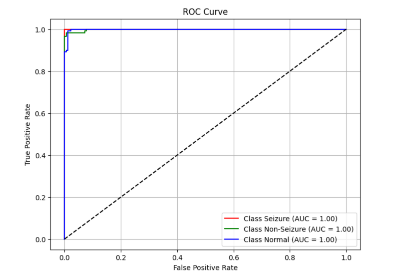 ROC Curve
True Positive Rate
1.0
0.8
0.6
0.4
0.2
0.0
0.0 0.2 0.4 0.6 0.8 1.0
False Positive Rate
Class Seizure (AUC = 1.00)
Class Non-Seizure (AUC = 1.00)
Class Normal (AUC = 1.00)